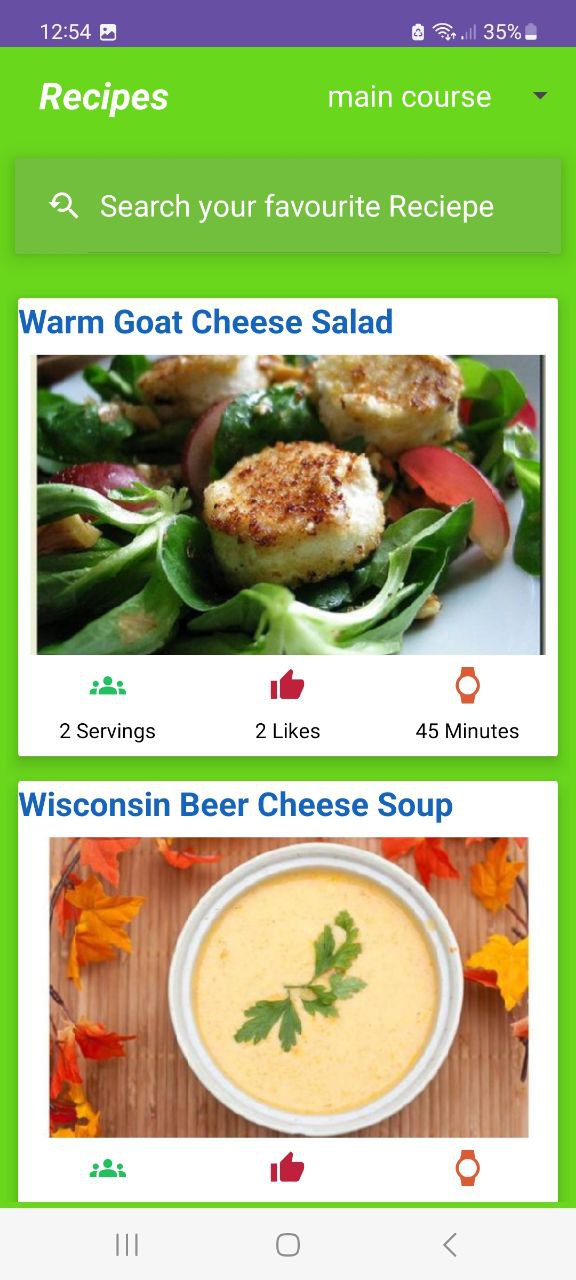 12:54 35%
Recipes main course
Search your favourite Reciepe
Warm Goat Cheese Salad
2 Servings 2 Likes 45 Minutes
Wisconsin Beer Cheese Soup